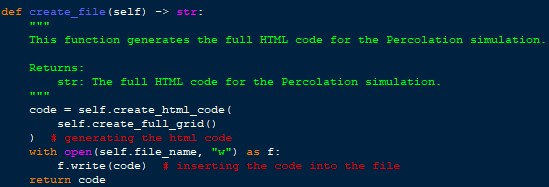 def create_file(self) -> str:
    """
    This function generates the full HTML code for the Percolation simulation.

    Returns:
        str: The full HTML code for the Percolation simulation.
    """
    code = self.create_html_code(
        self.create_full_grid()
    )  # generating the html code
    with open(self.file_name, "w") as f:
        f.write(code)  # inserting the code into the file
    return code